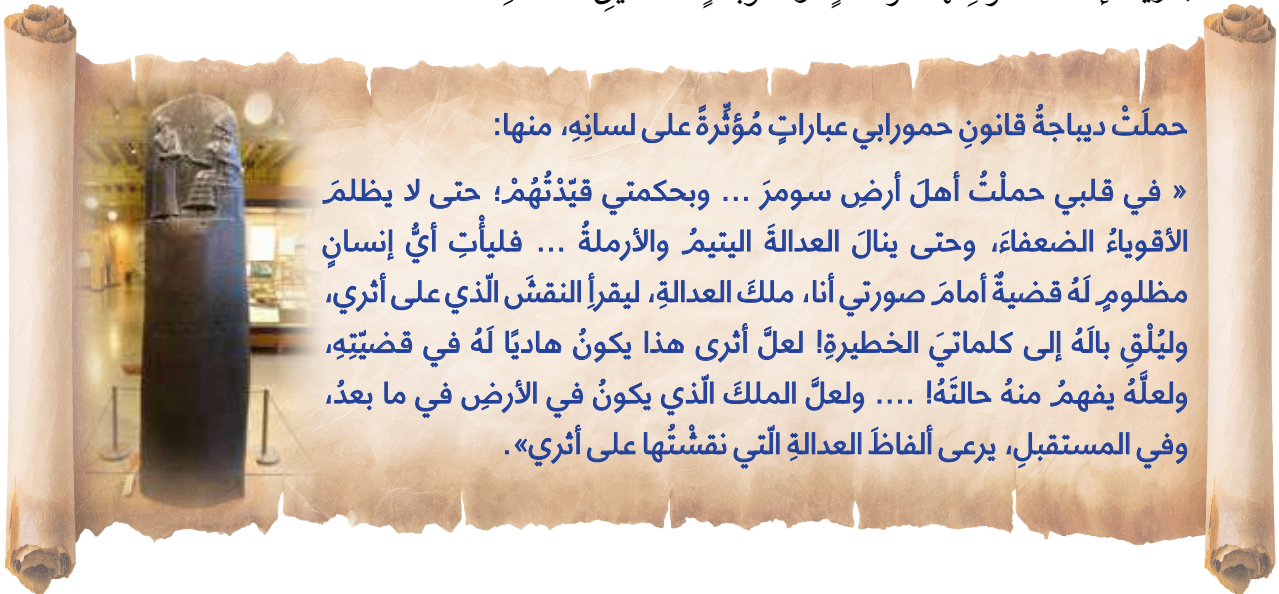 حملَتْ ديباجةُ قانونِ حمورابي عباراتٍ مُؤثِّرةً على لسانِهِ، منها:
« في قلبي حملْتُ أهلَ أرضِ سومرَ ... وبحكمتي قيّدْتُهُمْ؛ حتى لا يظلمَ
الأقوياءُ الضعفاءَ، وحتى ينالَ العدالةَ اليتيمُ والأرملةُ ... فليأْتِ أيُّ إنسانٍ
مظلومٍ لَهُ قضيةٌ أمامَ صورتي أنا، ملكَ العدالةِ، ليقرأِ النقشَ الّذي على أثري،
وليُلْقِ بالَهُ إلى كلماتيَ الخطيرةِ! لعلَّ أثرى هذا يكونُ هاديًا لَهُ في قضيّتِهِ،
ولعلَّهُ يفهمُ منهُ حالتَهُ! .... ولعلَّ الملكَ الّذي يكونُ في الأرضِ في ما بعدُ،
وفي المستقبلِ، يرعى ألفاظَ العدالةِ الّتي نقشْتُها على أثري».